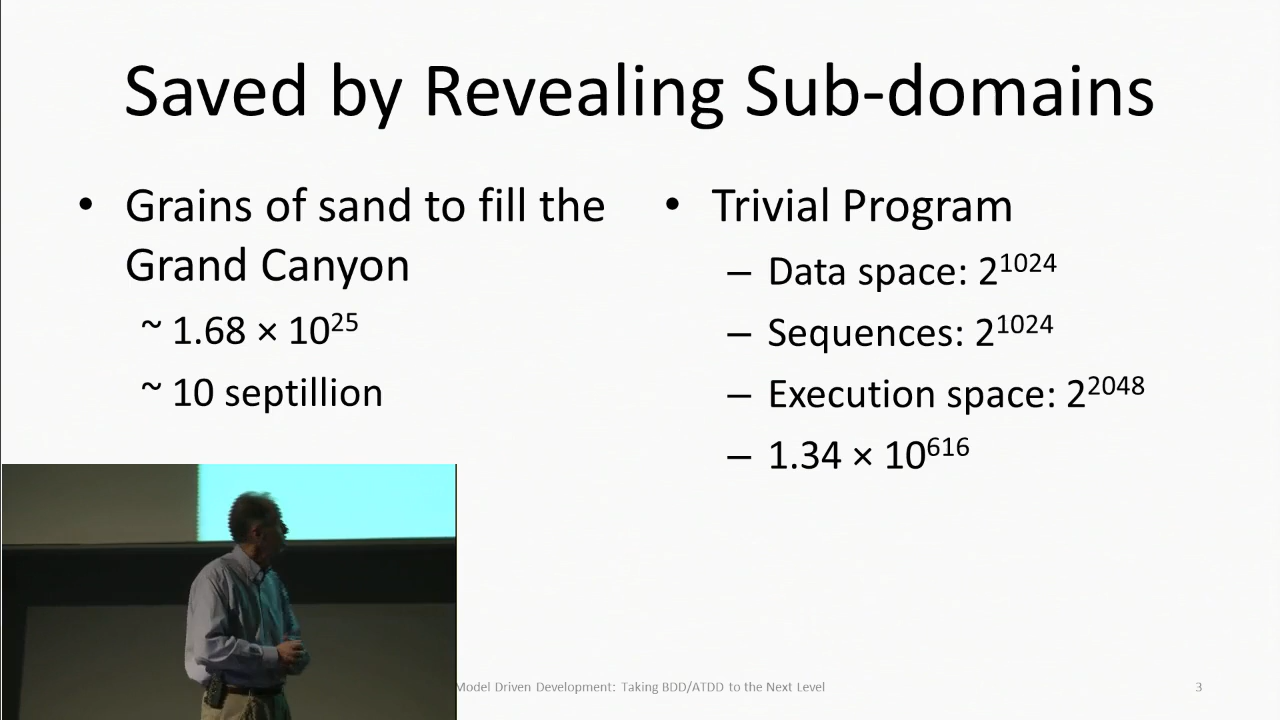 Saved by Revealing Sub-domains
• Grains of sand to fill the
Grand Canyon
~ 1.68 × 10²⁵
~ 10 septillion
• Trivial Program
– Data space: 2¹⁰²⁴
– Sequences: 2¹⁰²⁴
– Execution space: 2²⁰⁴⁸
– 1.34 × 10⁶¹⁶
Model Driven Development: Taking BDD/ATDD to the Next Level
3